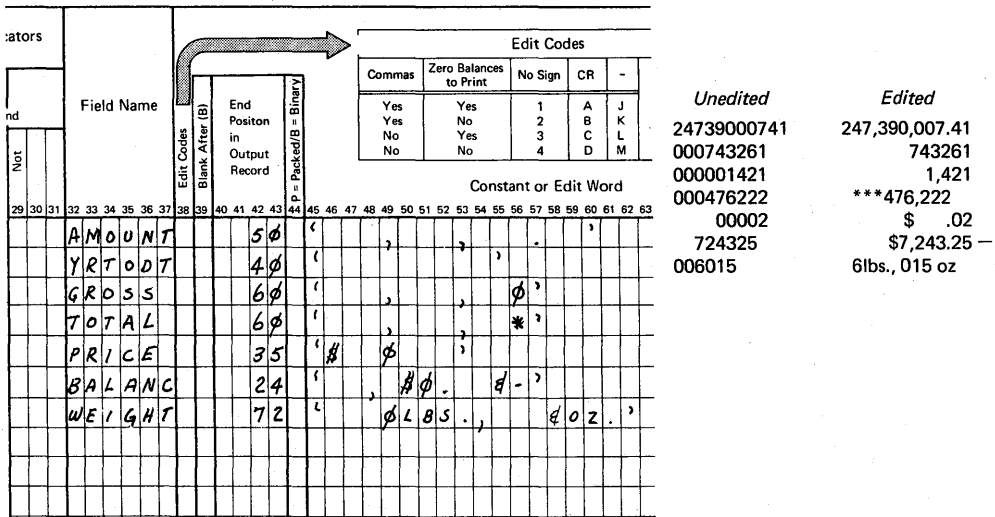 cators
Edit Codes
Commas Zero Balances to Print No Sign CR -
Yes Yes 1 A J
Yes No 2 B K
No Yes 3 C L
No No 4 D M
nd
Not
Field Name
Edit Codes
Blank After (B)
End Positon in Output Record
P = Packed/B = Binary
Constant or Edit Word
29 30 31 32 33 34 35 36 37 38 39 40 41 42 43 44 45 46 47 48 49 50 51 52 53 54 55 56 57 58 59 60 61 62 63
AMOUNT 5Ø ' , , . '
YRTODT 4Ø ' '
GROSS 6Ø ' , , Ø '
TOTAL 6Ø ' , , * '
PRICE 35 ' $ Ø '
BALANC 24 ' , $Ø. &- '
WEIGHT 72 ' ØLBS., &OZ. '
Unedited Edited
24739000741 247,390,007.41
000743261 743261
000001421 1,421
000476222 ***476,222
00002 $ .02
724325 $7,243.25 —
006015 6lbs., 015 oz